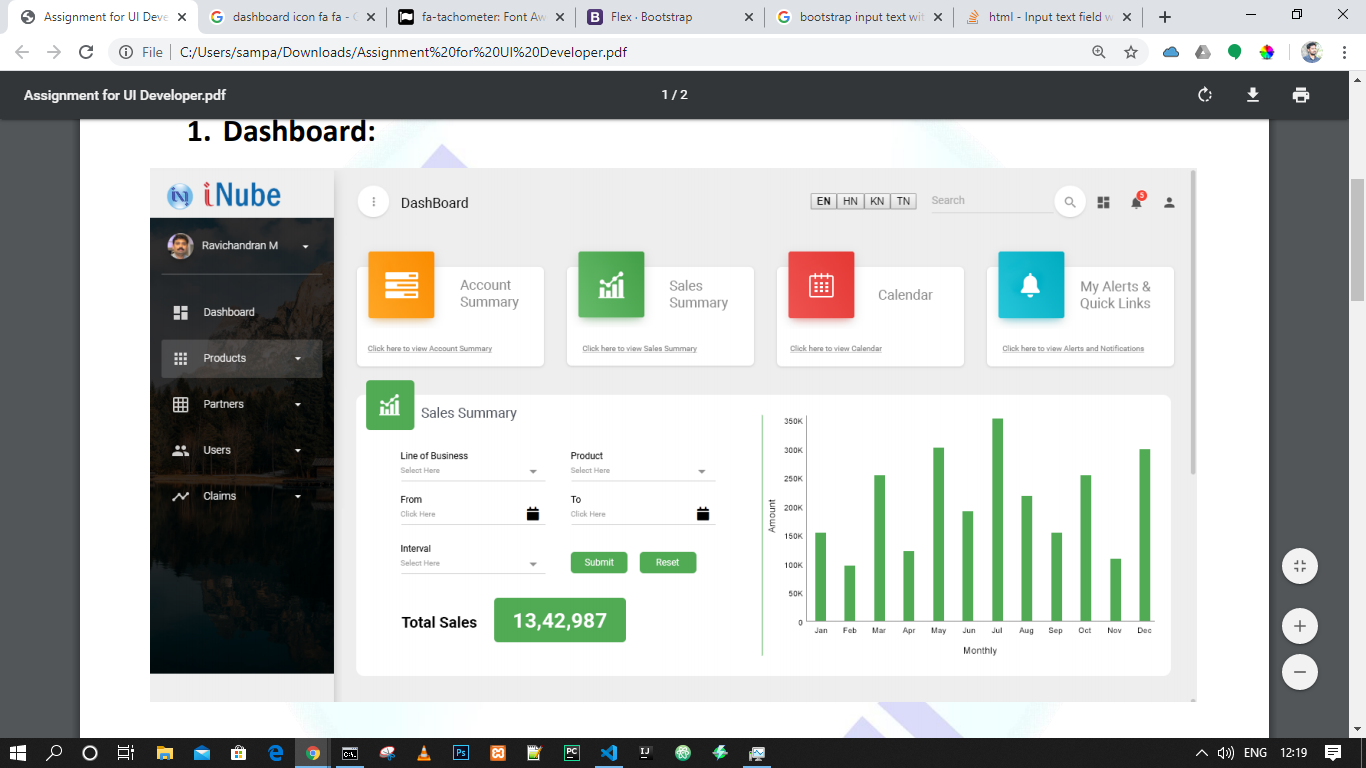 Assignment for UI Deve
dashboard icon fa fa - G
fa-tachometer: Font Aw
Flex · Bootstrap
bootstrap input text wit
html - Input text field w
File
C:/Users/sampa/Downloads/Assignment%20for%20UI%20Developer.pdf
Assignment for UI Developer.pdf
1 / 2
1. Dashboard:
iNube
DashBoard
EN HN KN TN
Search
5
Ravichandran M
Dashboard
Products
Partners
Users
Claims
Account
Summary
Click here to view Account Summary
Sales
Summary
Click here to view Sales Summary
Calendar
Click here to view Calendar
My Alerts &
Quick Links
Click here to view Alerts and Notifications
Sales Summary
Line of Business
Select Here
Product
Select Here
From
Click Here
To
Click Here
Interval
Select Here
Submit
Reset
Total Sales
13,42,987
Amount
350K
300K
250K
200K
150K
100K
50K
0
Jan Feb Mar Apr May Jun Jul Aug Sep Oct Nov Dec
Monthly
ENG
12:19